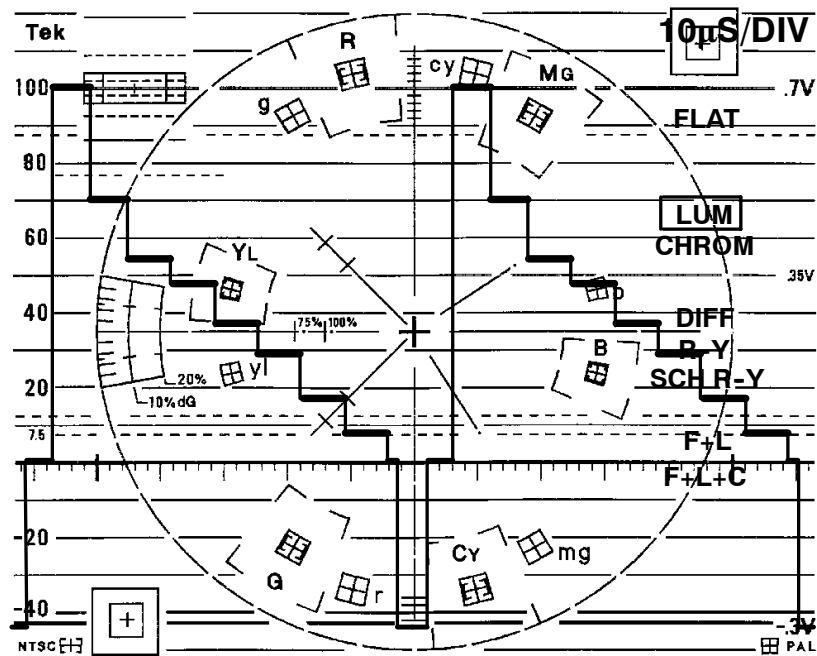 Tek
10µS/DIV
R
cy
MG
100
.7V
g
FLAT
80
LUM
60
CHROM
YL
.35V
b
40
DIFF
75% 100%
B
R-Y
y
20%
20
SCH R-Y
10% dG
7.5
F+L
F+L+C
-20
CY
mg
G
r
-40
-.3V
NTSC
PAL